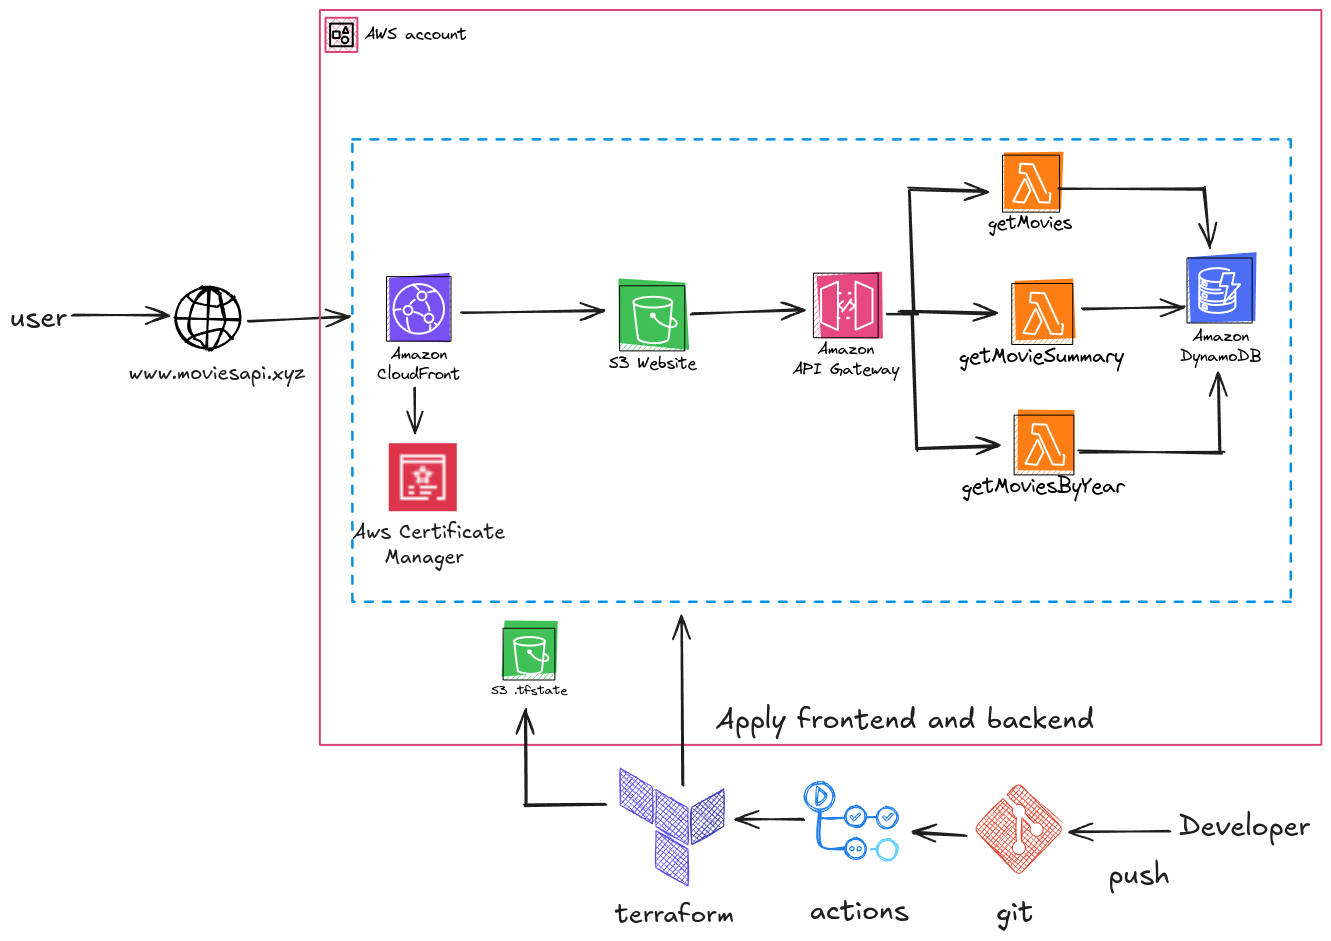 AWS account
getMovies
user
www.moviesapi.xyz
Amazon
CloudFront
S3 Website
Amazon
API Gateway
getMovieSummary
Amazon
DynamoDB
getMoviesByYear
Aws Certificate
Manager
S3 .tfstate
Apply frontend and backend
Developer
push
terraform
actions
git